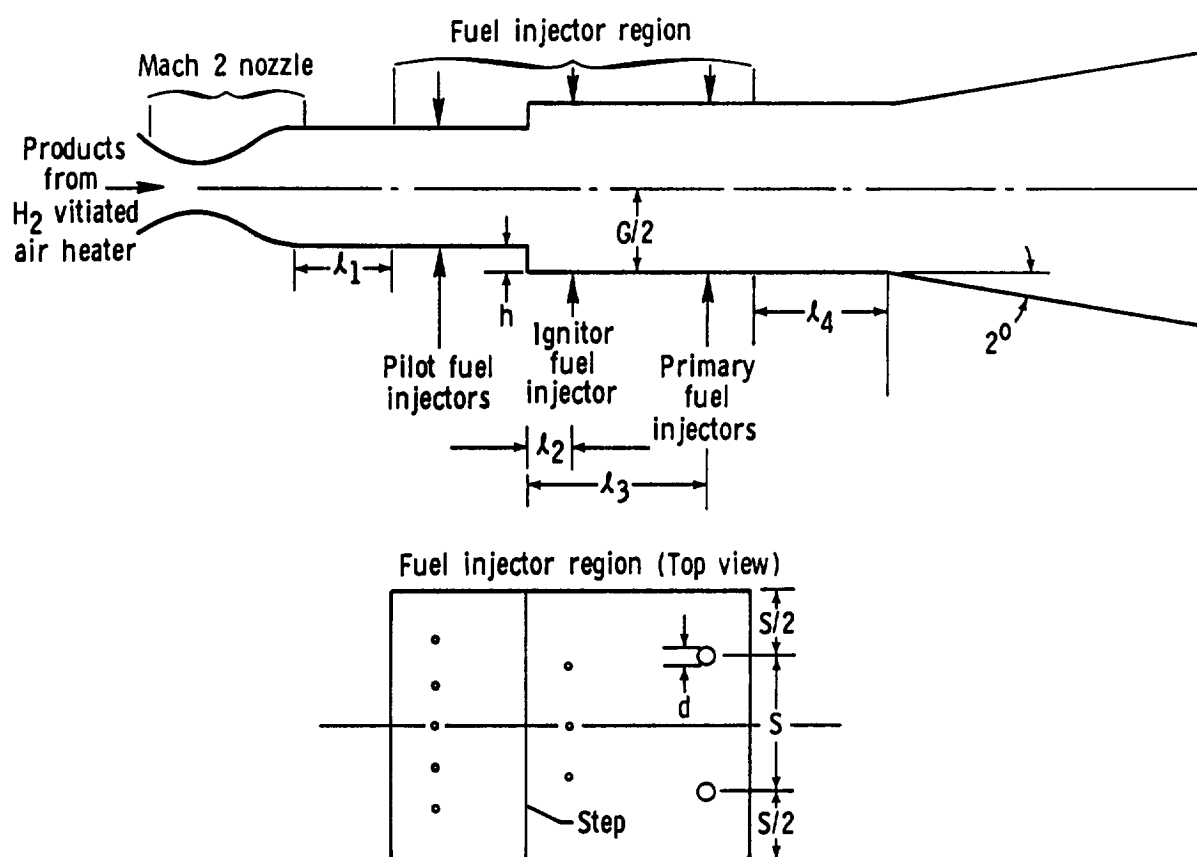 Fuel injector region
Mach 2 nozzle
Products
from
H2 vitiated
air heater
G/2
ℓ1
h
ℓ4
2°
Pilot fuel
injectors
Ignitor
fuel
injector
Primary
fuel
injectors
ℓ2
ℓ3
Fuel injector region (Top view)
S/2
d
S
Step
S/2